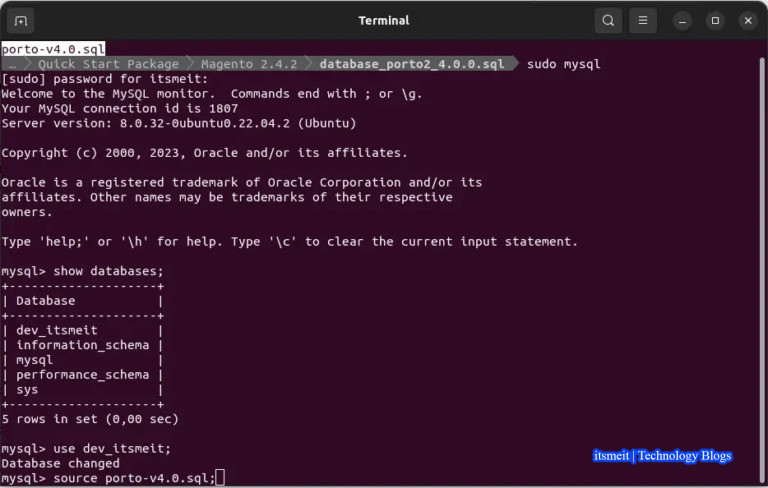 Terminal
porto-v4.0.sql
… Quick Start Package Magento 2.4.2 database_porto2_4.0.0.sql sudo mysql
[sudo] password for itsmeit:
Welcome to the MySQL monitor.  Commands end with ; or \g.
Your MySQL connection id is 1807
Server version: 8.0.32-0ubuntu0.22.04.2 (Ubuntu)
Copyright (c) 2000, 2023, Oracle and/or its affiliates.
Oracle is a registered trademark of Oracle Corporation and/or its
affiliates. Other names may be trademarks of their respective
owners.
Type 'help;' or '\h' for help. Type '\c' to clear the current input statement.
mysql> show databases;
+--------------------+
| Database           |
+--------------------+
| dev_itsmeit        |
| information_schema |
| mysql              |
| performance_schema |
| sys                |
+--------------------+
5 rows in set (0,00 sec)
mysql> use dev_itsmeit;
Database changed
mysql> source porto-v4.0.sql;
itsmeit | Technology Blogs